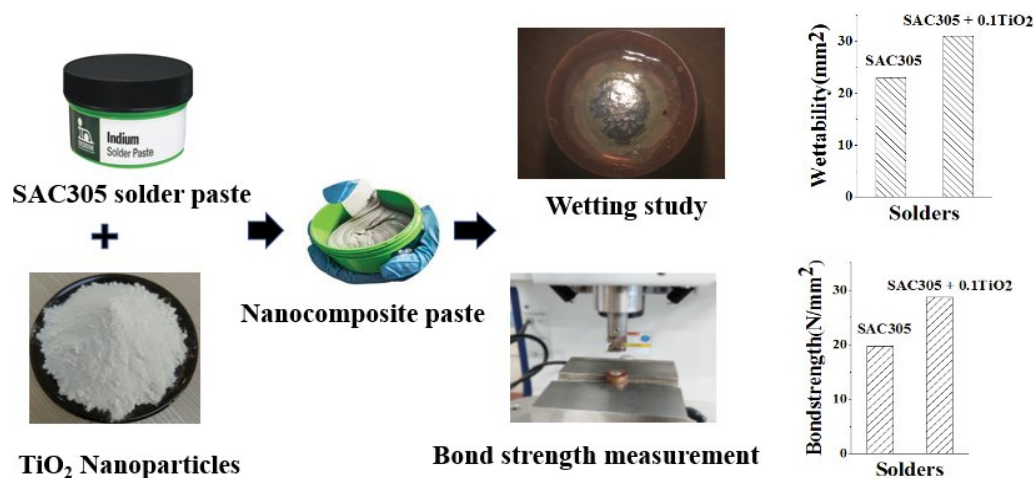 Indium
Solder Paste
SAC305 solder paste
+
TiO₂ Nanoparticles
Nanocomposite paste
Wetting study
Bond strength measurement
Wettability(mm²)
30
20
10
0
SAC305
SAC305 + 0.1TiO2
Solders
Bondstrength(N/mm²)
30
20
10
0
SAC305
SAC305 + 0.1TiO2
Solders